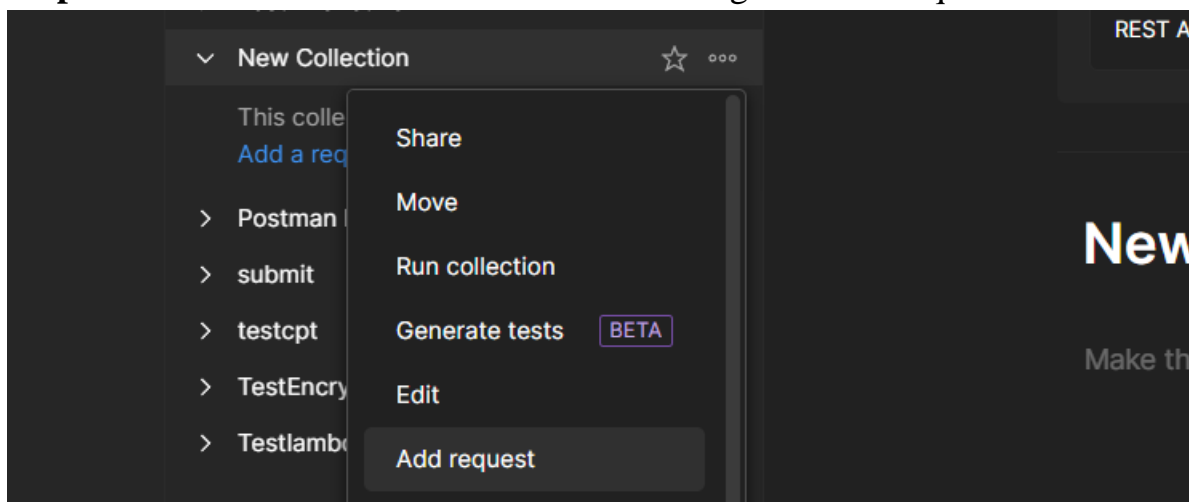 New Collection
REST A
This colle
Add a req
Share
Move
Run collection
Generate tests BETA
Edit
Add request
Postman
submit
testcpt
TestEncry
Testlamb
New
Make th